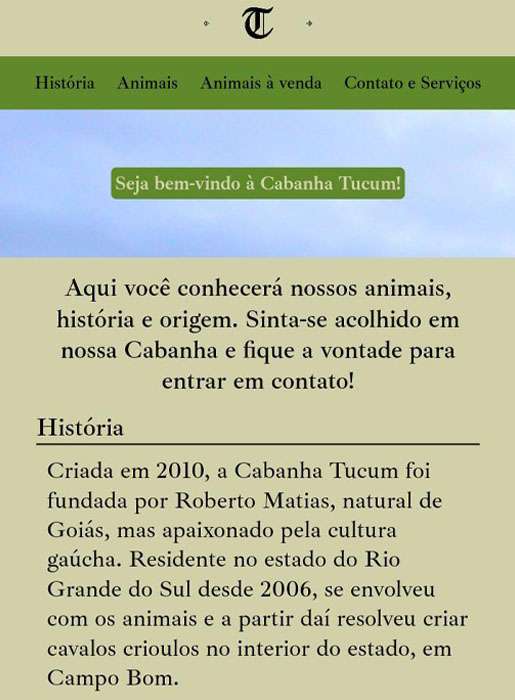 T
História Animais Animais à venda Contato e Serviços
Seja bem-vindo à Cabanha Tucum!
Aqui você conhecerá nossos animais,
história e origem. Sinta-se acolhido em
nossa Cabanha e fique a vontade para
entrar em contato!
História
Criada em 2010, a Cabanha Tucum foi
fundada por Roberto Matias, natural de
Goiás, mas apaixonado pela cultura
gaúcha. Residente no estado do Rio
Grande do Sul desde 2006, se envolveu
com os animais e a partir daí resolveu criar
cavalos crioulos no interior do estado, em
Campo Bom.